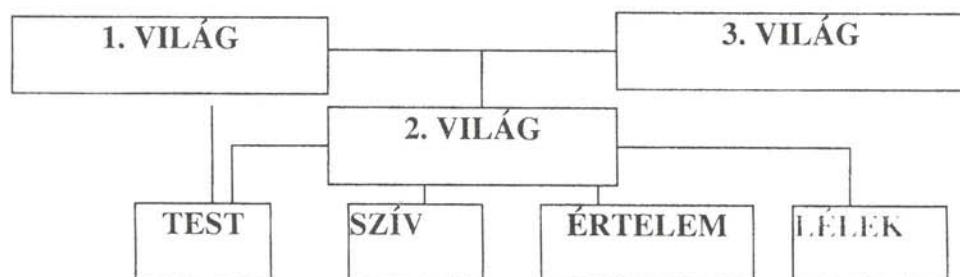 1. VILÁG
3. VILÁG
2. VILÁG
TEST
SZÍV
ÉRTELEM
LÉLEK